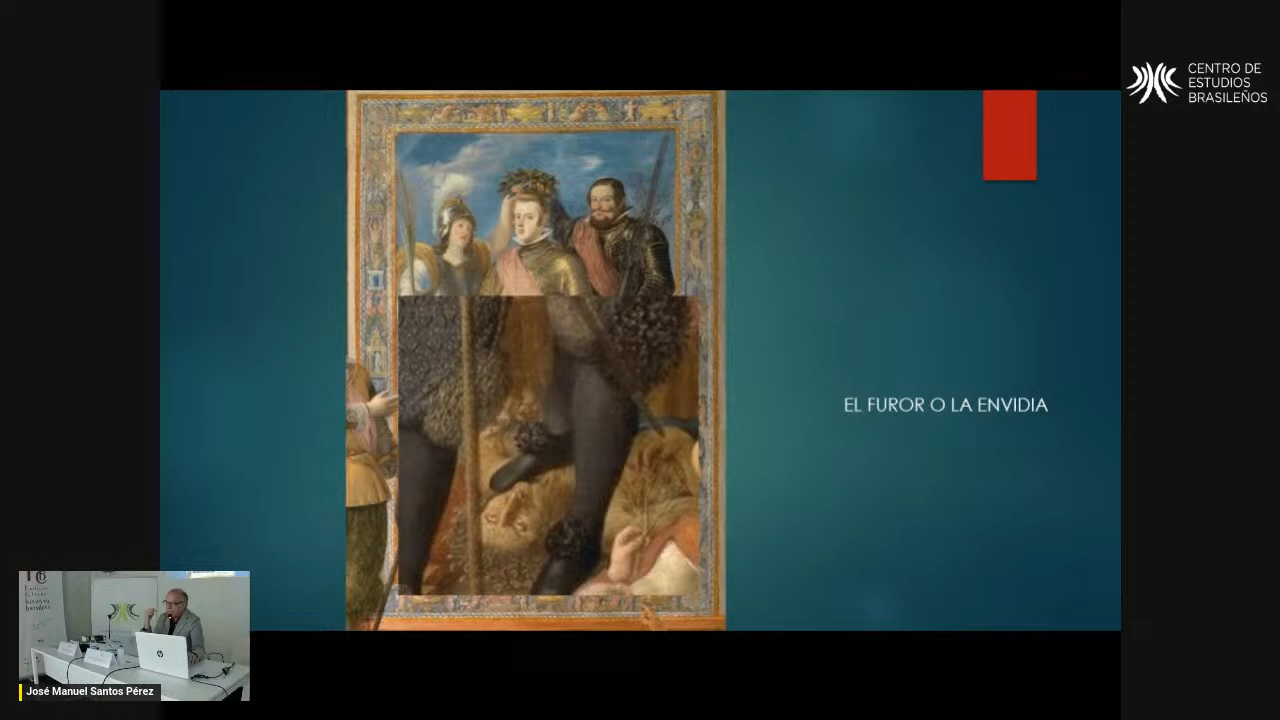 CENTRO DE
ESTUDIOS
BRASILEÑOS
EL FUROR O LA ENVIDIA
José Manuel Santos Pérez